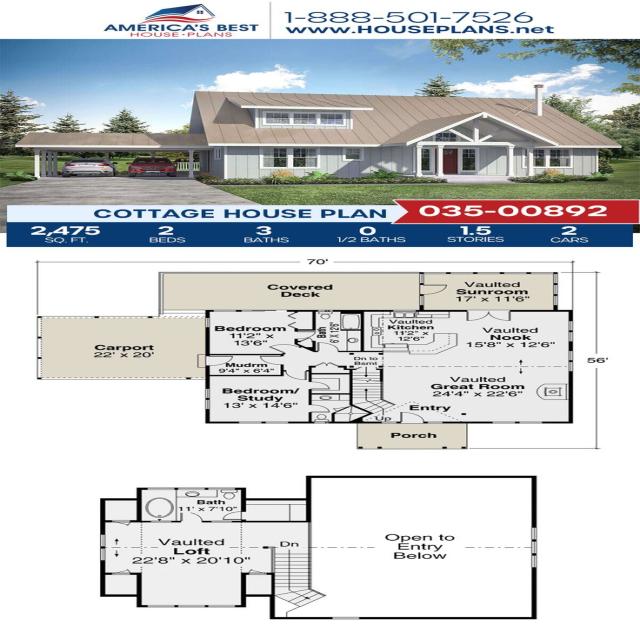 AMERICA'S BEST
HOUSE·PLANS
1-888-501-7526
www.HOUSEPLANS.net
COTTAGE HOUSE PLAN
035-00892
2,475
SQ. FT.
2
BEDS
3
BATHS
0
1/2 BATHS
1.5
STORIES
2
CARS
70'
Covered
Deck
Vaulted
Sunroom
17' x 11'6"
Carport
22' x 20'
Bedroom
11'2" x
13'6"
Bath
Vaulted
Kitchen
11'2" x
12'6"
Vaulted
Nook
15'8" x 12'6"
56'
Mudrm
9'4" x 6'4"
Dn to
Bsmt
Bedroom/
Study
13' x 14'6"
Vaulted
Great Room
24'4" x 22'6"
Entry
Up
Porch
Bath
11' x 7'10"
Vaulted
Loft
22'8" x 20'10"
Dn
Open to
Entry
Below